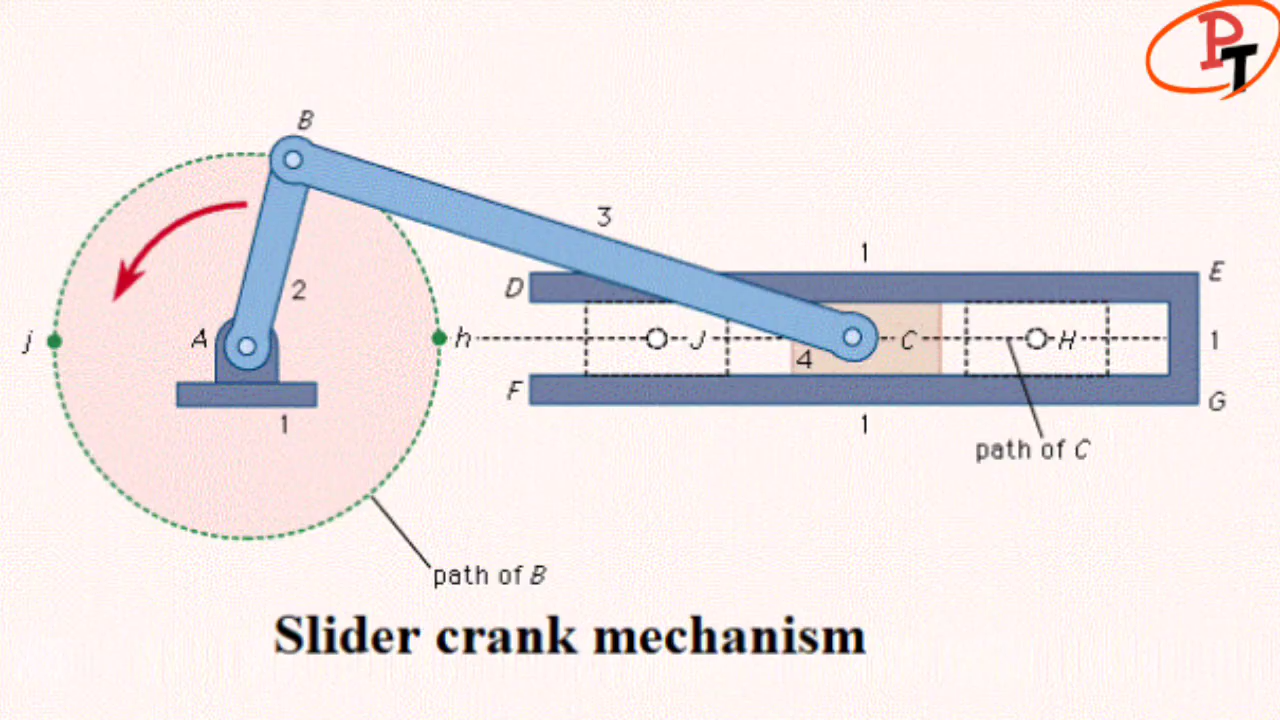 PT
B
3
1
D
E
2
A
j
h
J
C
H
1
4
F
G
1
1
path of C
path of B
Slider crank mechanism